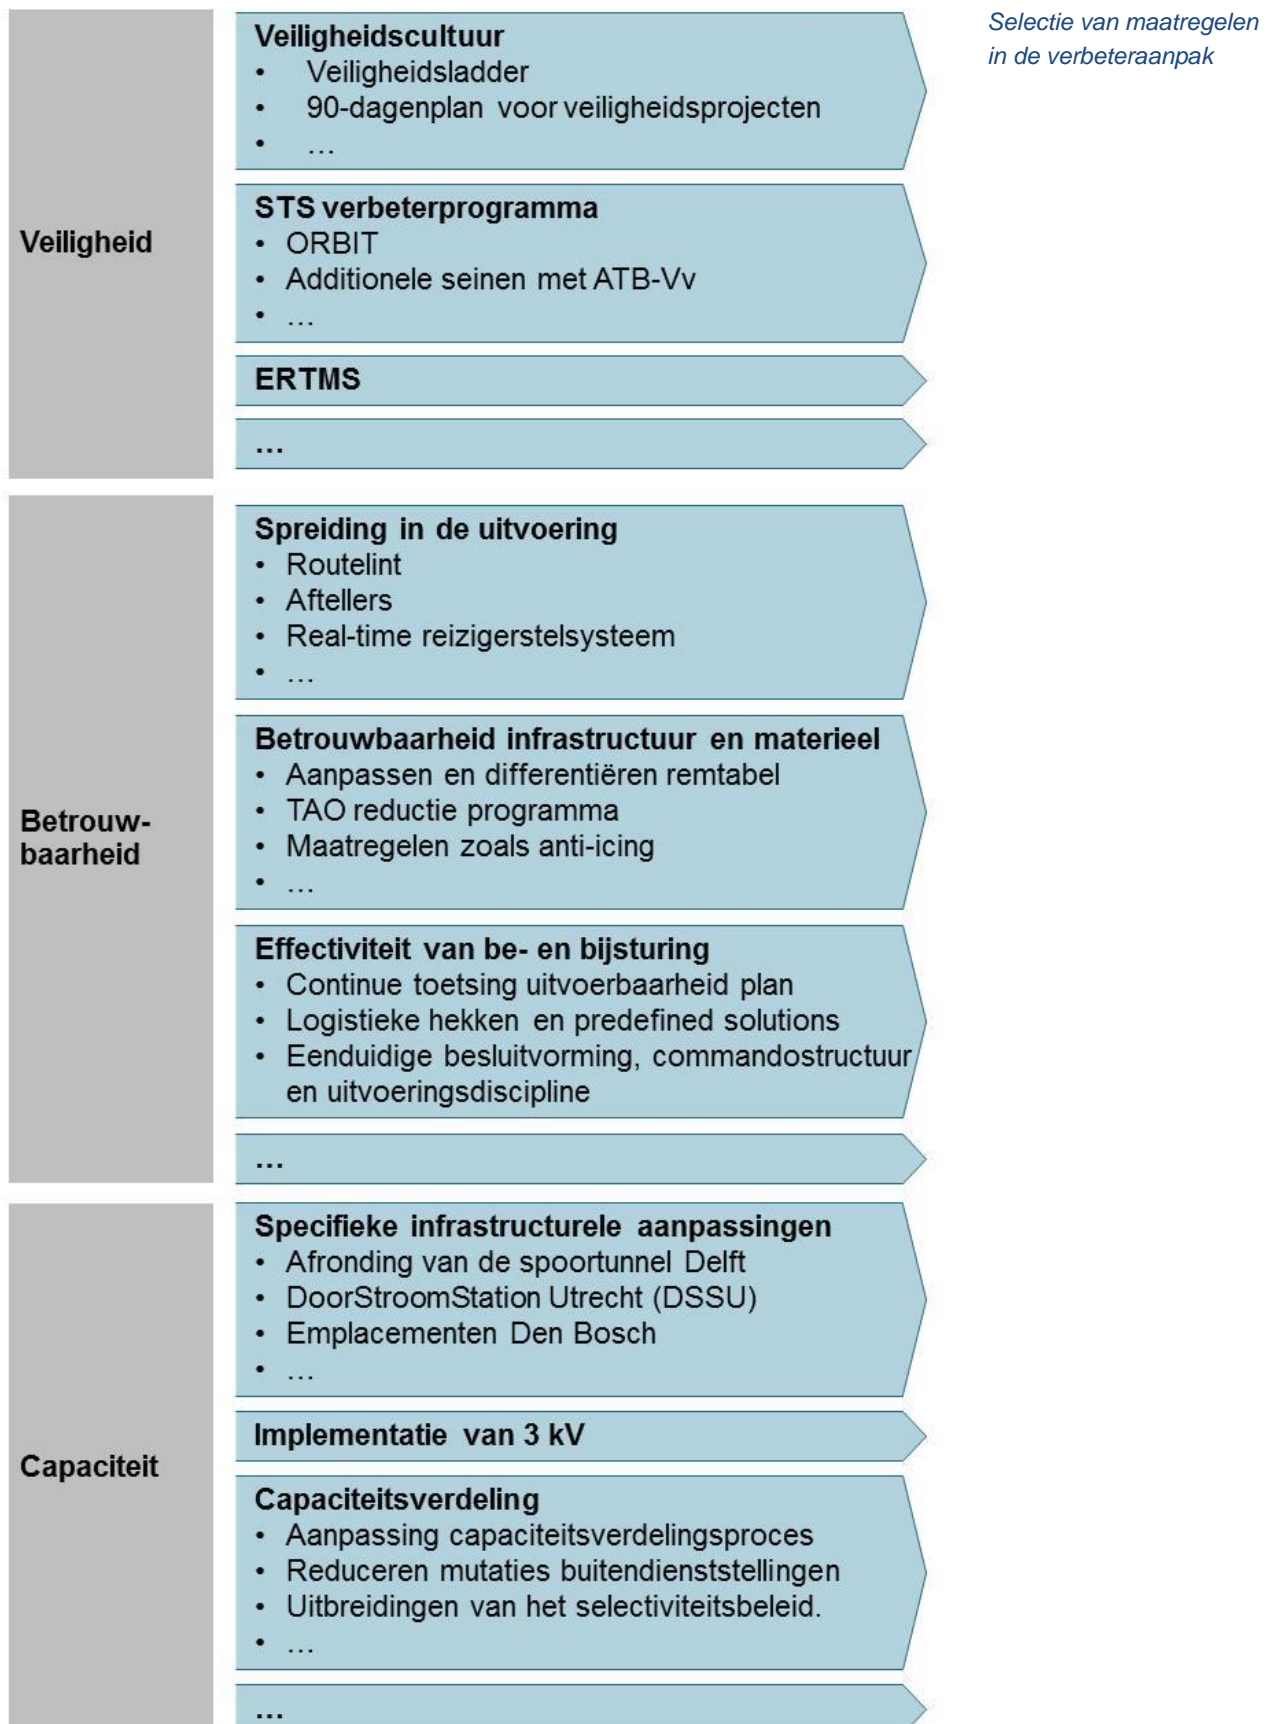 Selectie van maatregelen
in de verbeteraanpak
Veiligheid
Veiligheidscultuur
• Veiligheidsladder
• 90-dagenplan voor veiligheidsprojecten
• …
STS verbeterprogramma
• ORBIT
• Additionele seinen met ATB-Vv
• …
ERTMS
…
Betrouw-
baarheid
Spreiding in de uitvoering
• Routelint
• Aftellers
• Real-time reizigerstelsysteem
• …
Betrouwbaarheid infrastructuur en materieel
• Aanpassen en differentiëren remtabel
• TAO reductie programma
• Maatregelen zoals anti-icing
• …
Effectiviteit van be- en bijsturing
• Continue toetsing uitvoerbaarheid plan
• Logistieke hekken en predefined solutions
• Eenduidige besluitvorming, commandostructuur
en uitvoeringsdiscipline
…
Capaciteit
Specifieke infrastructurele aanpassingen
• Afronding van de spoortunnel Delft
• DoorStroomStation Utrecht (DSSU)
• Emplacementen Den Bosch
• …
Implementatie van 3 kV
Capaciteitsverdeling
• Aanpassing capaciteitsverdelingsproces
• Reduceren mutaties buitendienststellingen
• Uitbreidingen van het selectiviteitsbeleid.
• …
…